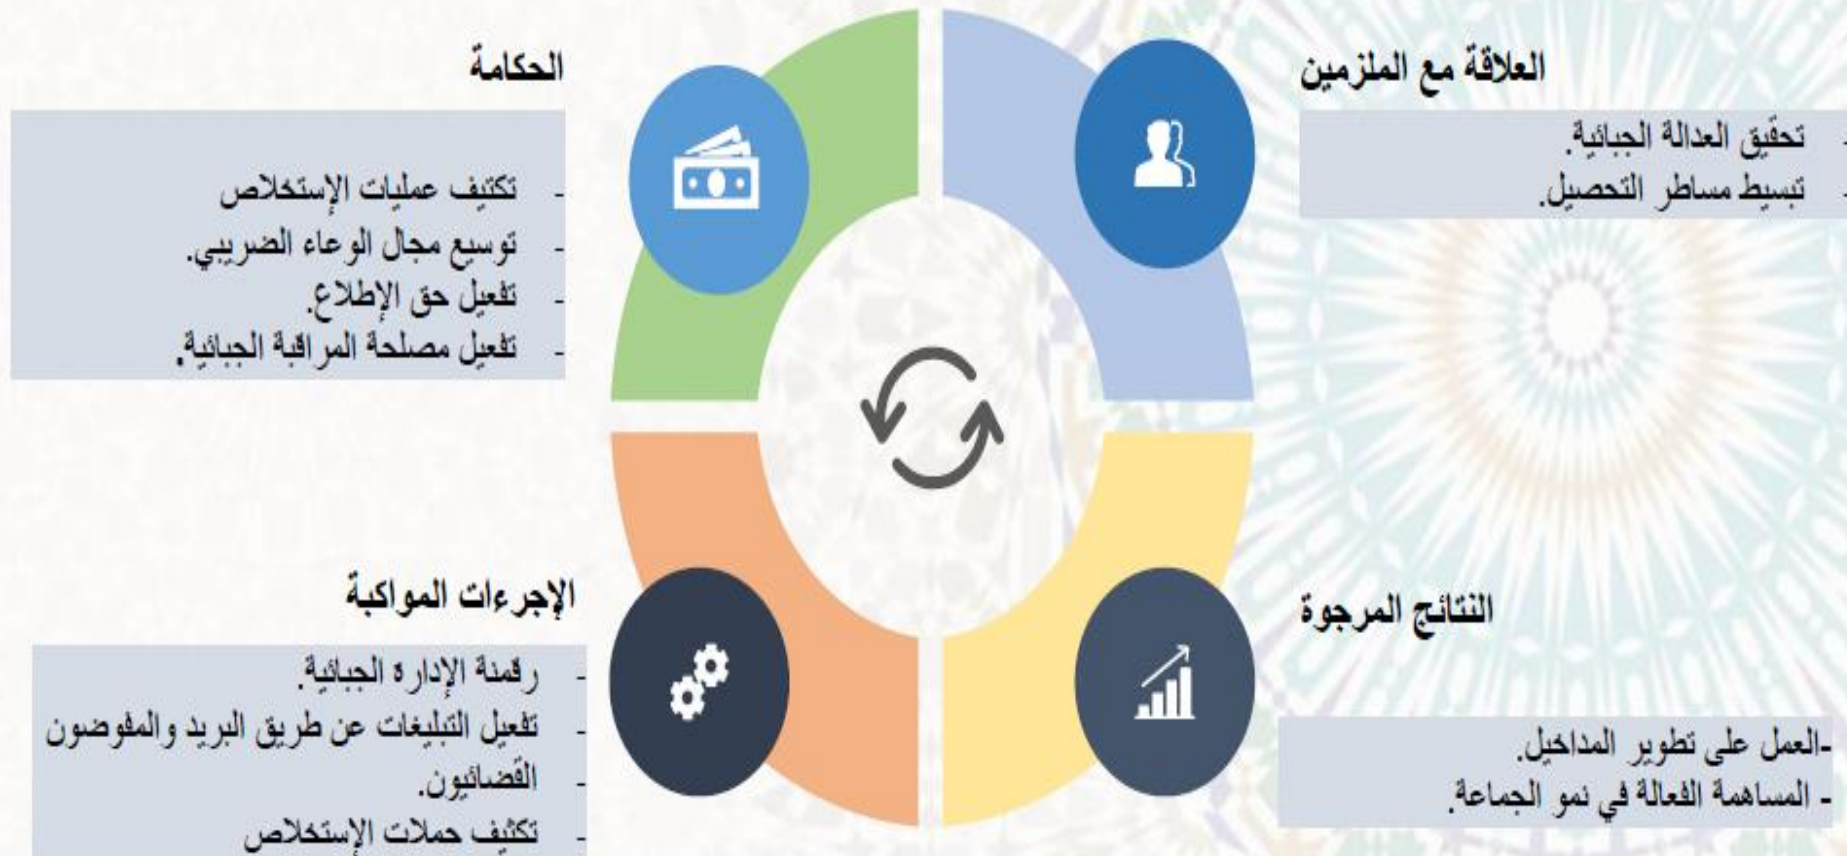 العلاقة مع الملزمين
- تحقيق العدالة الجبائية.
- تبسيط مساطر التحصيل.
الحكامة
- تكتيف عمليات الإستخلاص
- توسيع مجال الوعاء الضريبي.
- تفعيل حق الإطلاع.
- تفعيل مصلحة المراقبة الجبائية.
النتائج المرجوة
-العمل على تطوير المداخيل.
- المساهمة الفعالة في نمو الجماعة.
الإجرءات المواكبة
- رقمنة الإدارة الجبائية.
- تفعيل التبليغات عن طريق البريد والمفوضون
- القضائيون.
- تكثيف حملات الإستخلاص